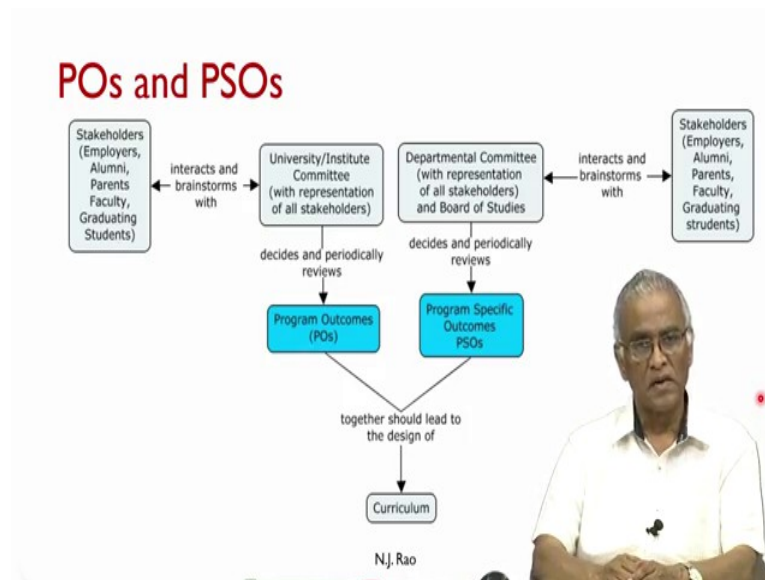 POs and PSOs
Stakeholders
(Employers,
Alumni,
Parents
Faculty,
Graduating
Students)
interacts and
brainstorms
with
University/Institute
Committee
(with representation
of all stakeholders)
Departmental Committee
(with representation
of all stakeholders)
and Board of Studies
interacts and
brainstorms
with
Stakeholders
(Employers,
Alumni,
Parents,
Faculty,
Graduating
strudents)
decides and periodically
reviews
decides and periodically
reviews
Program Outcomes
(POs)
Program Specific
Outcomes
PSOs
together should lead to
the design of
Curriculum
N.J. Rao